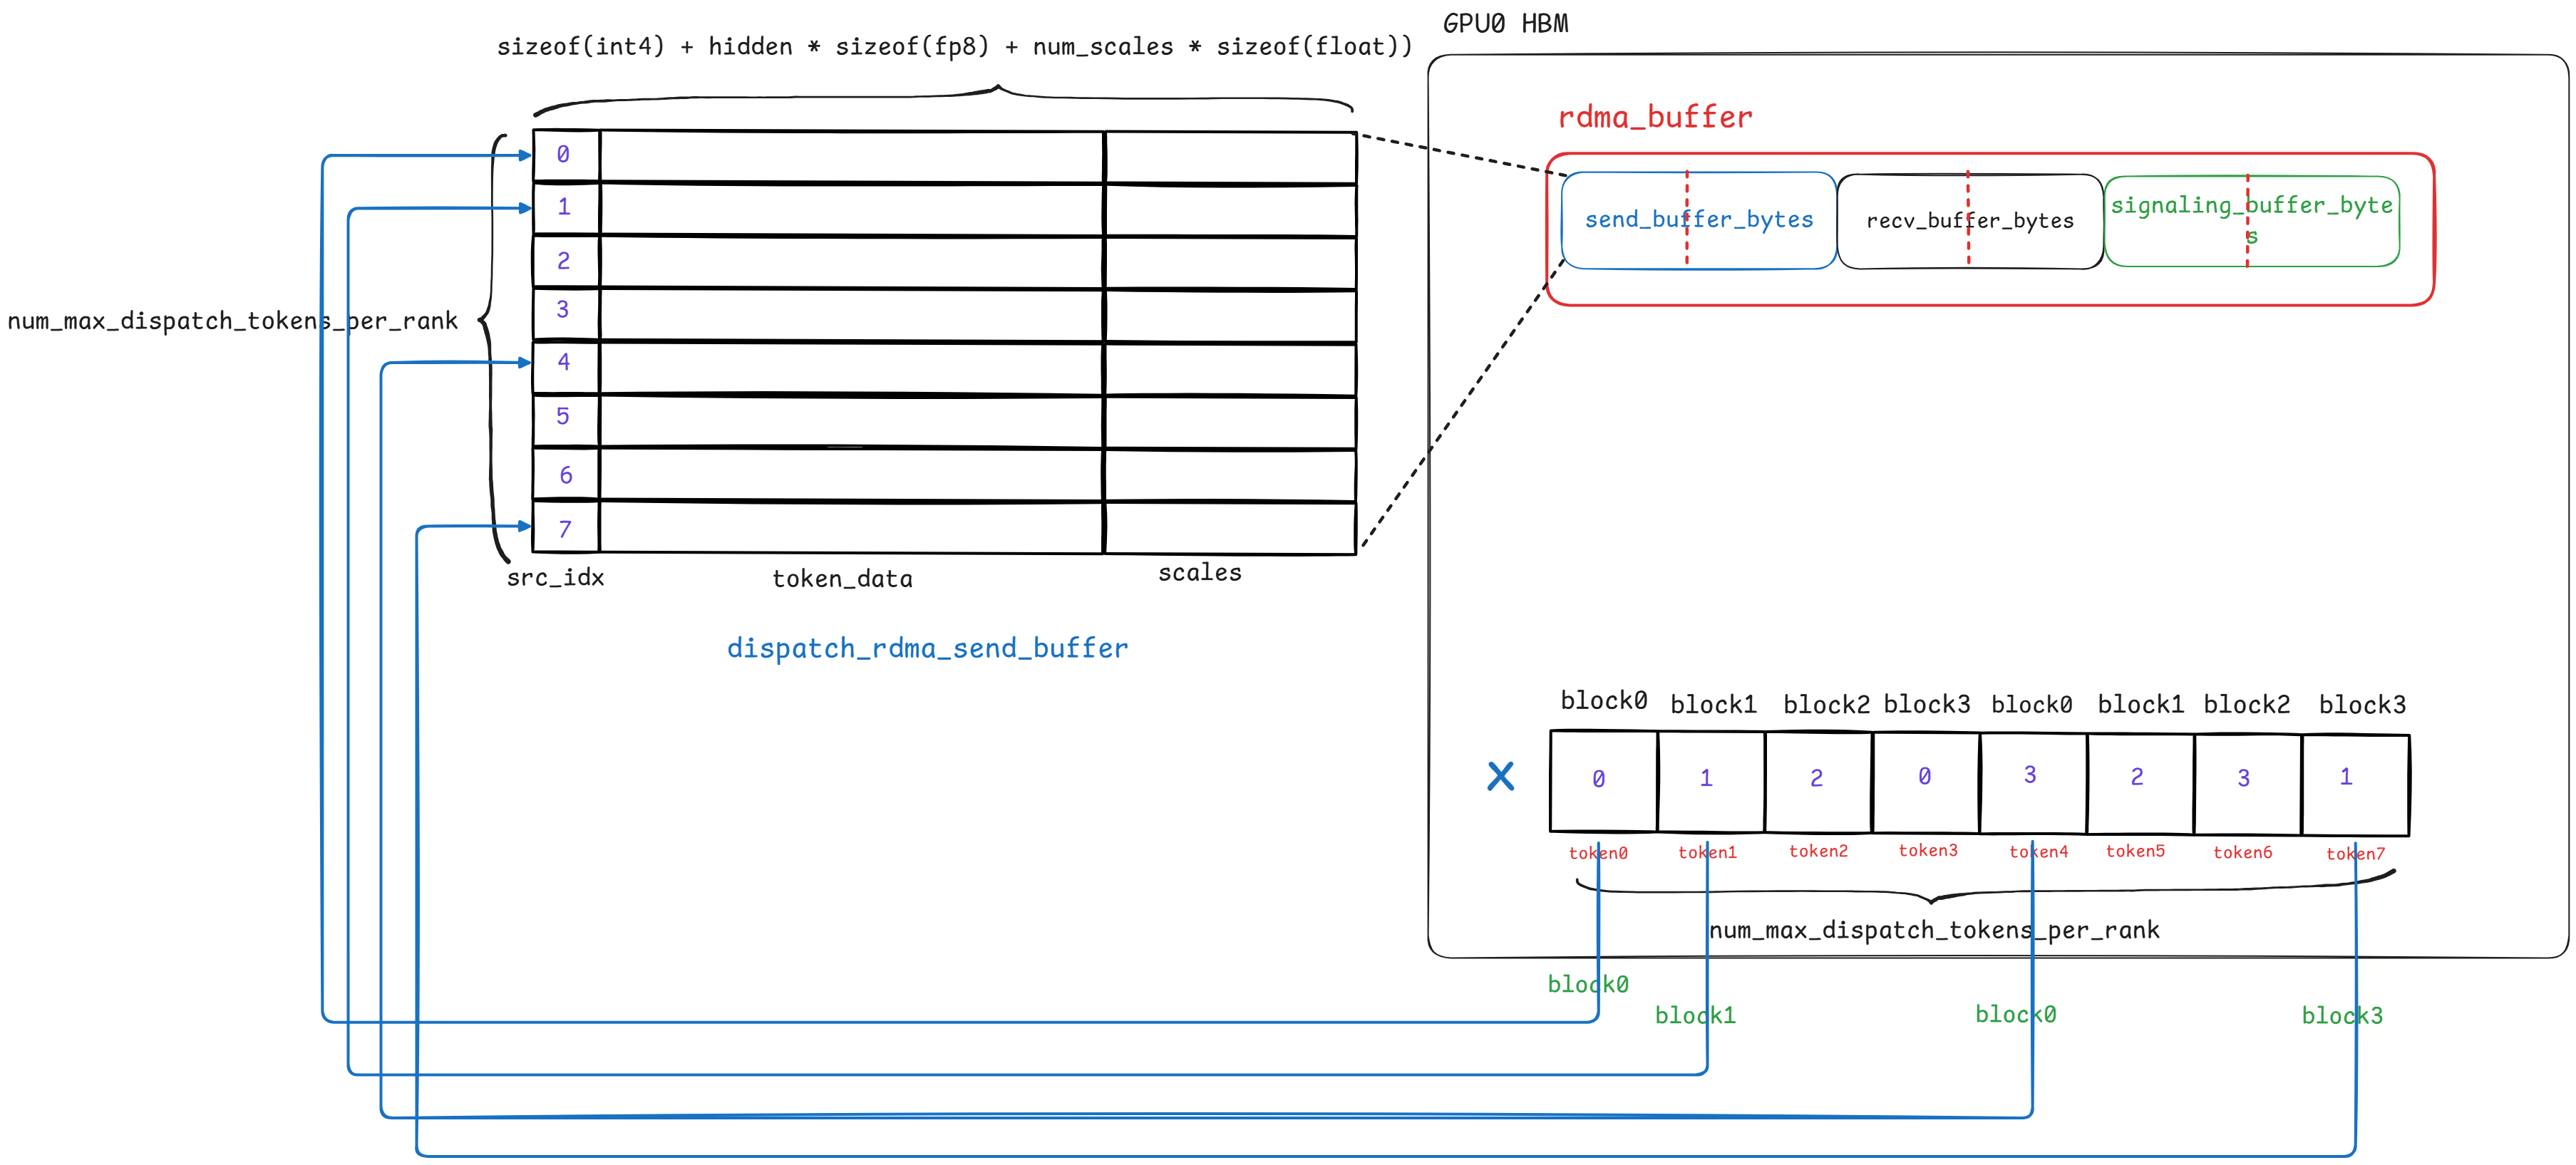 GPU0 HBM
sizeof(int4) + hidden * sizeof(fp8) + num_scales * sizeof(float))
rdma_buffer
send_buffer_bytes
recv_buffer_bytes
signaling_buffer_byte
s
num_max_dispatch_tokens_per_rank
0
1
2
3
4
5
6
7
src_idx
token_data
scales
dispatch_rdma_send_buffer
block0 block1 block2 block3 block0 block1 block2 block3
x 0 1 2 0 3 2 3 1
token0 token1 token2 token3 token4 token5 token6 token7
num_max_dispatch_tokens_per_rank
block0
block1
block0
block3